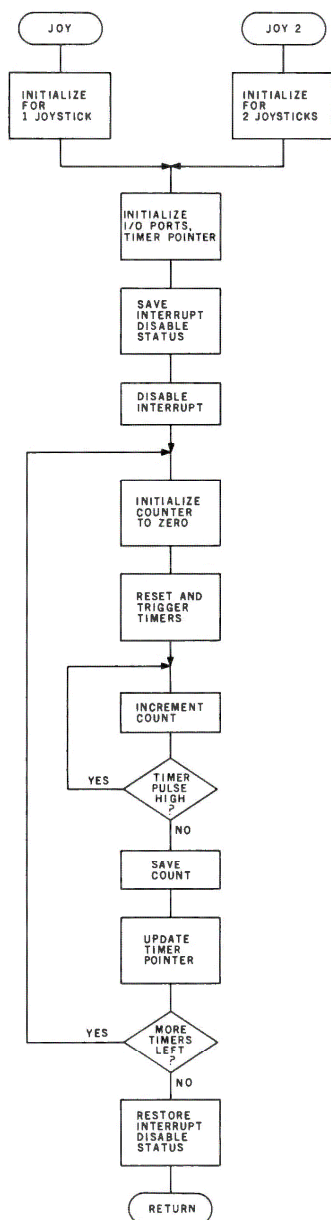 JOY
JOY 2
INITIALIZE
FOR
1 JOYSTICK
INITIALIZE
FOR
2 JOYSTICKS
INITIALIZE
I/O PORTS,
TIMER POINTER
SAVE
INTERRUPT
DISABLE
STATUS
DISABLE
INTERRUPT
INITIALIZE
COUNTER
TO ZERO
RESET AND
TRIGGER
TIMERS
INCREMENT
COUNT
YES
TIMER
PULSE
HIGH
?
NO
SAVE
COUNT
UPDATE
TIMER
POINTER
YES
MORE
TIMERS
LEFT
?
NO
RESTORE
INTERRUPT
DISABLE
STATUS
RETURN